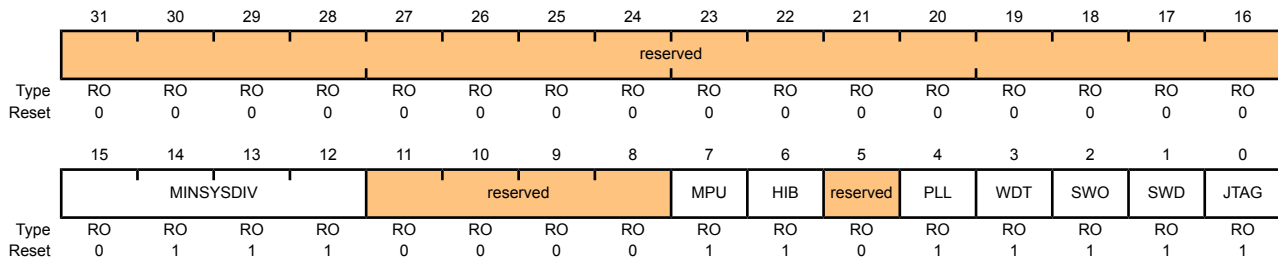 31 30 29 28 27 26 25 24 23 22 21 20 19 18 17 16
reserved
Type RO RO RO RO RO RO RO RO RO RO RO RO RO RO RO RO
Reset 0 0 0 0 0 0 0 0 0 0 0 0 0 0 0 0
15 14 13 12 11 10 9 8 7 6 5 4 3 2 1 0
MINSYSDIV reserved MPU HIB reserved PLL WDT SWO SWD JTAG
Type RO RO RO RO RO RO RO RO RO RO RO RO RO RO RO RO
Reset 0 1 1 1 0 0 0 0 1 1 0 1 1 1 1 1